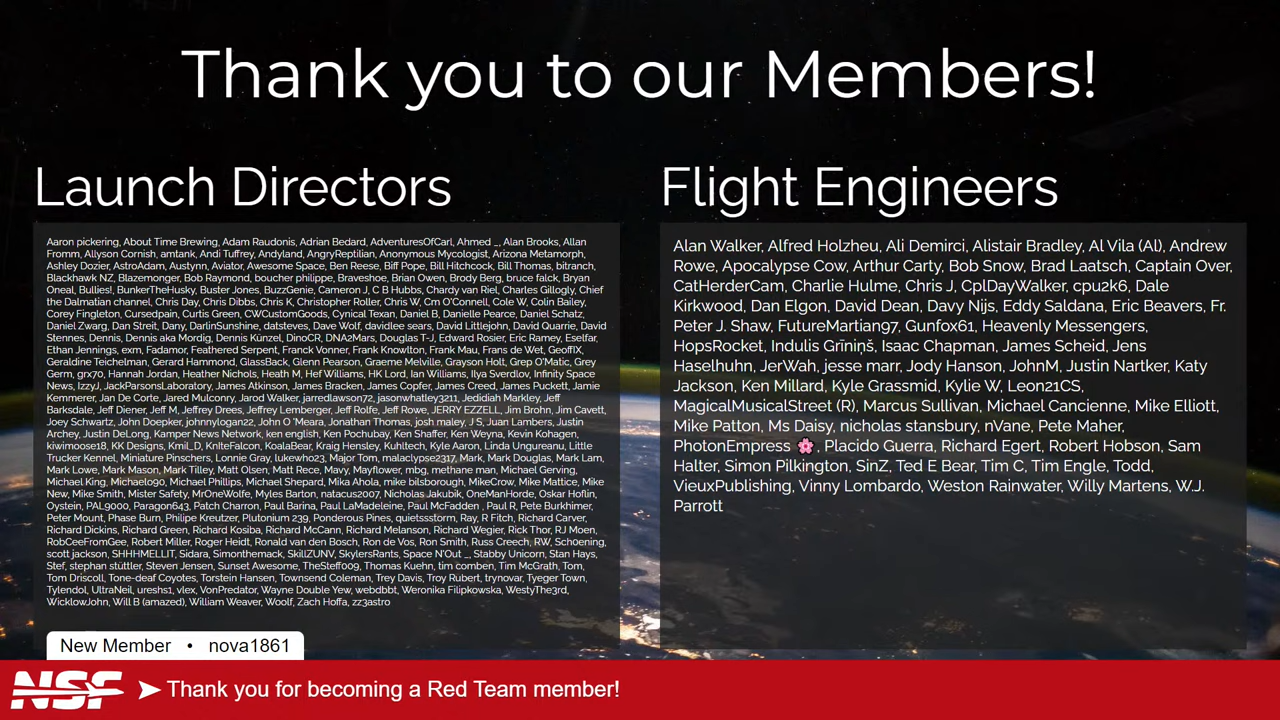 Thank you to our Members!
Launch Directors
Aaron pickering, About Time Brewing, Adam Raudonis, Adrian Bedard, AdventuresOfCarl, Ahmed _, Alan Brooks, Allan
Fromm, Allyson Cornish, amtank, Andi Tuffrey, Andyland, AngryReptilian, Anonymous Mycologist, Arizona Metamorph,
Ashley Dozier, AstroAdam, Austynn, Aviator, Awesome Space, Ben Reese, Biff Pope, Bill Hitchcock, Bill Thomas, bitranch,
Blackhawk NZ, Blazemonger, Bob Raymond, boucher philippe, Braveshoe, Brian Owen, Brody Berg, bruce falck, Bryan
Oneal, Bullies!, BunkerTheHusky, Buster Jones, BuzzGenie, Cameron J, C B Hubbs, Chardy van Riel, Charles Gillogly, Chief
the Dalmatian channel, Chris Day, Chris Dibbs, Chris K, Christopher Roller, Chris W, Cm O'Connell, Cole W, Colin Bailey,
Corey Fingleton, Cursedpain, Curtis Green, CWCustomGoods, Cynical Texan, Daniel B, Danielle Pearce, Daniel Schatz,
Daniel Zwarg, Dan Streit, Dany, DarlinSunshine, datsteves, Dave Wolf, davidlee sears, David Littlejohn, David Quarrie, David
Stennes, Dennis, Dennis Mord, Dennis Künzel, DinoCR, DNA2Mars, Douglas T-J, Edward Rosier, Eric Ramey, Eselfar,
Ethan Jennings, exm, Fadamor, Feathered Serpent, Franck Vonner, Frank Knowlton, Frank Mau, Frans de Wet, GeoffIX,
Geraldine Teichelman, Gerard Hammond, GlassBack, Glenn Pearson, Graeme Melville, Grayson Holt, Grep O'Matic, Grey
Germ, grx70, Hannah Jordan, Heather Nichols, Heath M, Hef Williams, HK Lord, Ian Williams, Ilya Sverdlov, Infinity Space
News, IzzyJ, JackParsonsLaboratory, James Atkinson, James Bracken, James Copfer, James Creed, James Puckett, Jamie
Kemmerer, Jan De Corte, Jared Mulconry, Jarod Walker, jarredlawson72, jasonwhatley3211, Jedidiah Markley, Jeff
Barksdale, Jeff Diener, Jeff M, Jeffrey Drees, Jeffrey Lemberger, Jeff Rolfe, Jeff Rowe, JERRY EZZELL, Jim Brohn, Jim Cavett,
Joey Schwartz, John Doepker, johnnylogan22, John O 'Meara, Jonathan Thomas, josh maley, J S, Juan Lambers, Justin
Archey, Justin DeLong, Kamper News Network, ken english, Ken Pochubay, Ken Shaffer, Ken Weyna, Kevin Kohagen,
kiwimoose18, KK Designs, Kmil_D, KniteFalcon, KoalaBear, Kraig Hensley, Kuhltech, Kyle Aaron, Linda Ungureanu, Little
Trucker Kennel, Miniature Pinschers, Lonnie Gray, lukewho23, Major Tom, malaclypse2317, Mark, Mark Douglas, Mark Lam,
Mark Lowe, Mark Mason, Mark Tilley, Matt Olsen, Matt Rece, Mavy, Mayflower, mbg, methane man, Michael Gerving,
Michael King, Michael090, Michael Phillips, Michael Shepard, Mika Ahola, mike bilsborough, MikeCrow, Mike Mattice, Mike
New, Mike Smith, Mister Safety, MrOneWolfe, Myles Barton, natacus2007, Nicholas Jakubik, OneManHorde, Oskar Hoflin,
Oystein, PAL9000, Paragon643, Patch Charron, Paul Barina, Paul LaMadeleine, Paul McFadden , Paul R, Pete Burkhimer,
Peter Mount, Phase Burn, Philipe Kreutzer, Plutonium 239, Ponderous Pines, quietssstorm, Ray, R Fitch, Richard Carver,
Richard Dickins, Richard Green, Richard Kosiba, Richard McCann, Richard Melanson, Richard Wegier, Rick Thor, RJ Moen,
RobCeeFromGee, Robert Miller, Roger Heidt, Ronald van den Bosch, Ron de Vos, Ron Smith, Russ Creech, RW, Schoening,
scott jackson, SHHHMELLIT, Sidara, Simonthemack, SkillZUNV, SkylersRants, Space N'Out _, Stabby Unicorn, Stan Hays,
Stef, stephan stüttler, Steven Jensen, Sunset Awesome, TheSteff009, Thomas Kuehn, tim comben, Tim McGrath, Tom,
Tom Driscoll, Tone-deaf Coyotes, Torstein Hansen, Townsend Coleman, Trey Davis, Troy Rubert, trynovar, Tyeger Town,
Tylendol, UltraNeil, ureshs1, vlex, VonPredator, Wayne Double Yew, webdbbt, Weronika Filipkowska, WestyThe3rd,
WicklowJohn, Will B (amazed), William Weaver, Woolf, Zach Hoffa, zz3astro
Flight Engineers
Alan Walker, Alfred Holzheu, Ali Demirci, Alistair Bradley, Al Vila (Al), Andrew
Rowe, Apocalypse Cow, Arthur Carty, Bob Snow, Brad Laatsch, Captain Over,
CatHerderCam, Charlie Hulme, Chris J, CplDayWalker, cpu2k6, Dale
Kirkwood, Dan Elgon, David Dean, Davy Nijs, Eddy Saldana, Eric Beavers, Fr.
Peter J. Shaw, FutureMartian97, Gunfox61, Heavenly Messengers,
HopsRocket, Indulis Grīniņš, Isaac Chapman, James Scheid, Jens
Haselhuhn, JerWah, jesse marr, Jody Hanson, JohnM, Justin Nartker, Katy
Jackson, Ken Millard, Kyle Grassmid, Kylie W, Leon21CS,
MagicalMusicalStreet (R), Marcus Sullivan, Michael Cancienne, Mike Elliott,
Mike Patton, Ms Daisy, nicholas stansbury, nVane, Pete Maher,
PhotonEmpress 🌸, Placido Guerra, Richard Egert, Robert Hobson, Sam
Halter, Simon Pilkington, SinZ, Ted E Bear, Tim C, Tim Engle, Todd,
VieuxPublishing, Vinny Lombardo, Weston Rainwater, Willy Martens, W.J.
Parrott
New Member • nova1861
NSF
Thank you for becoming a Red Team member!